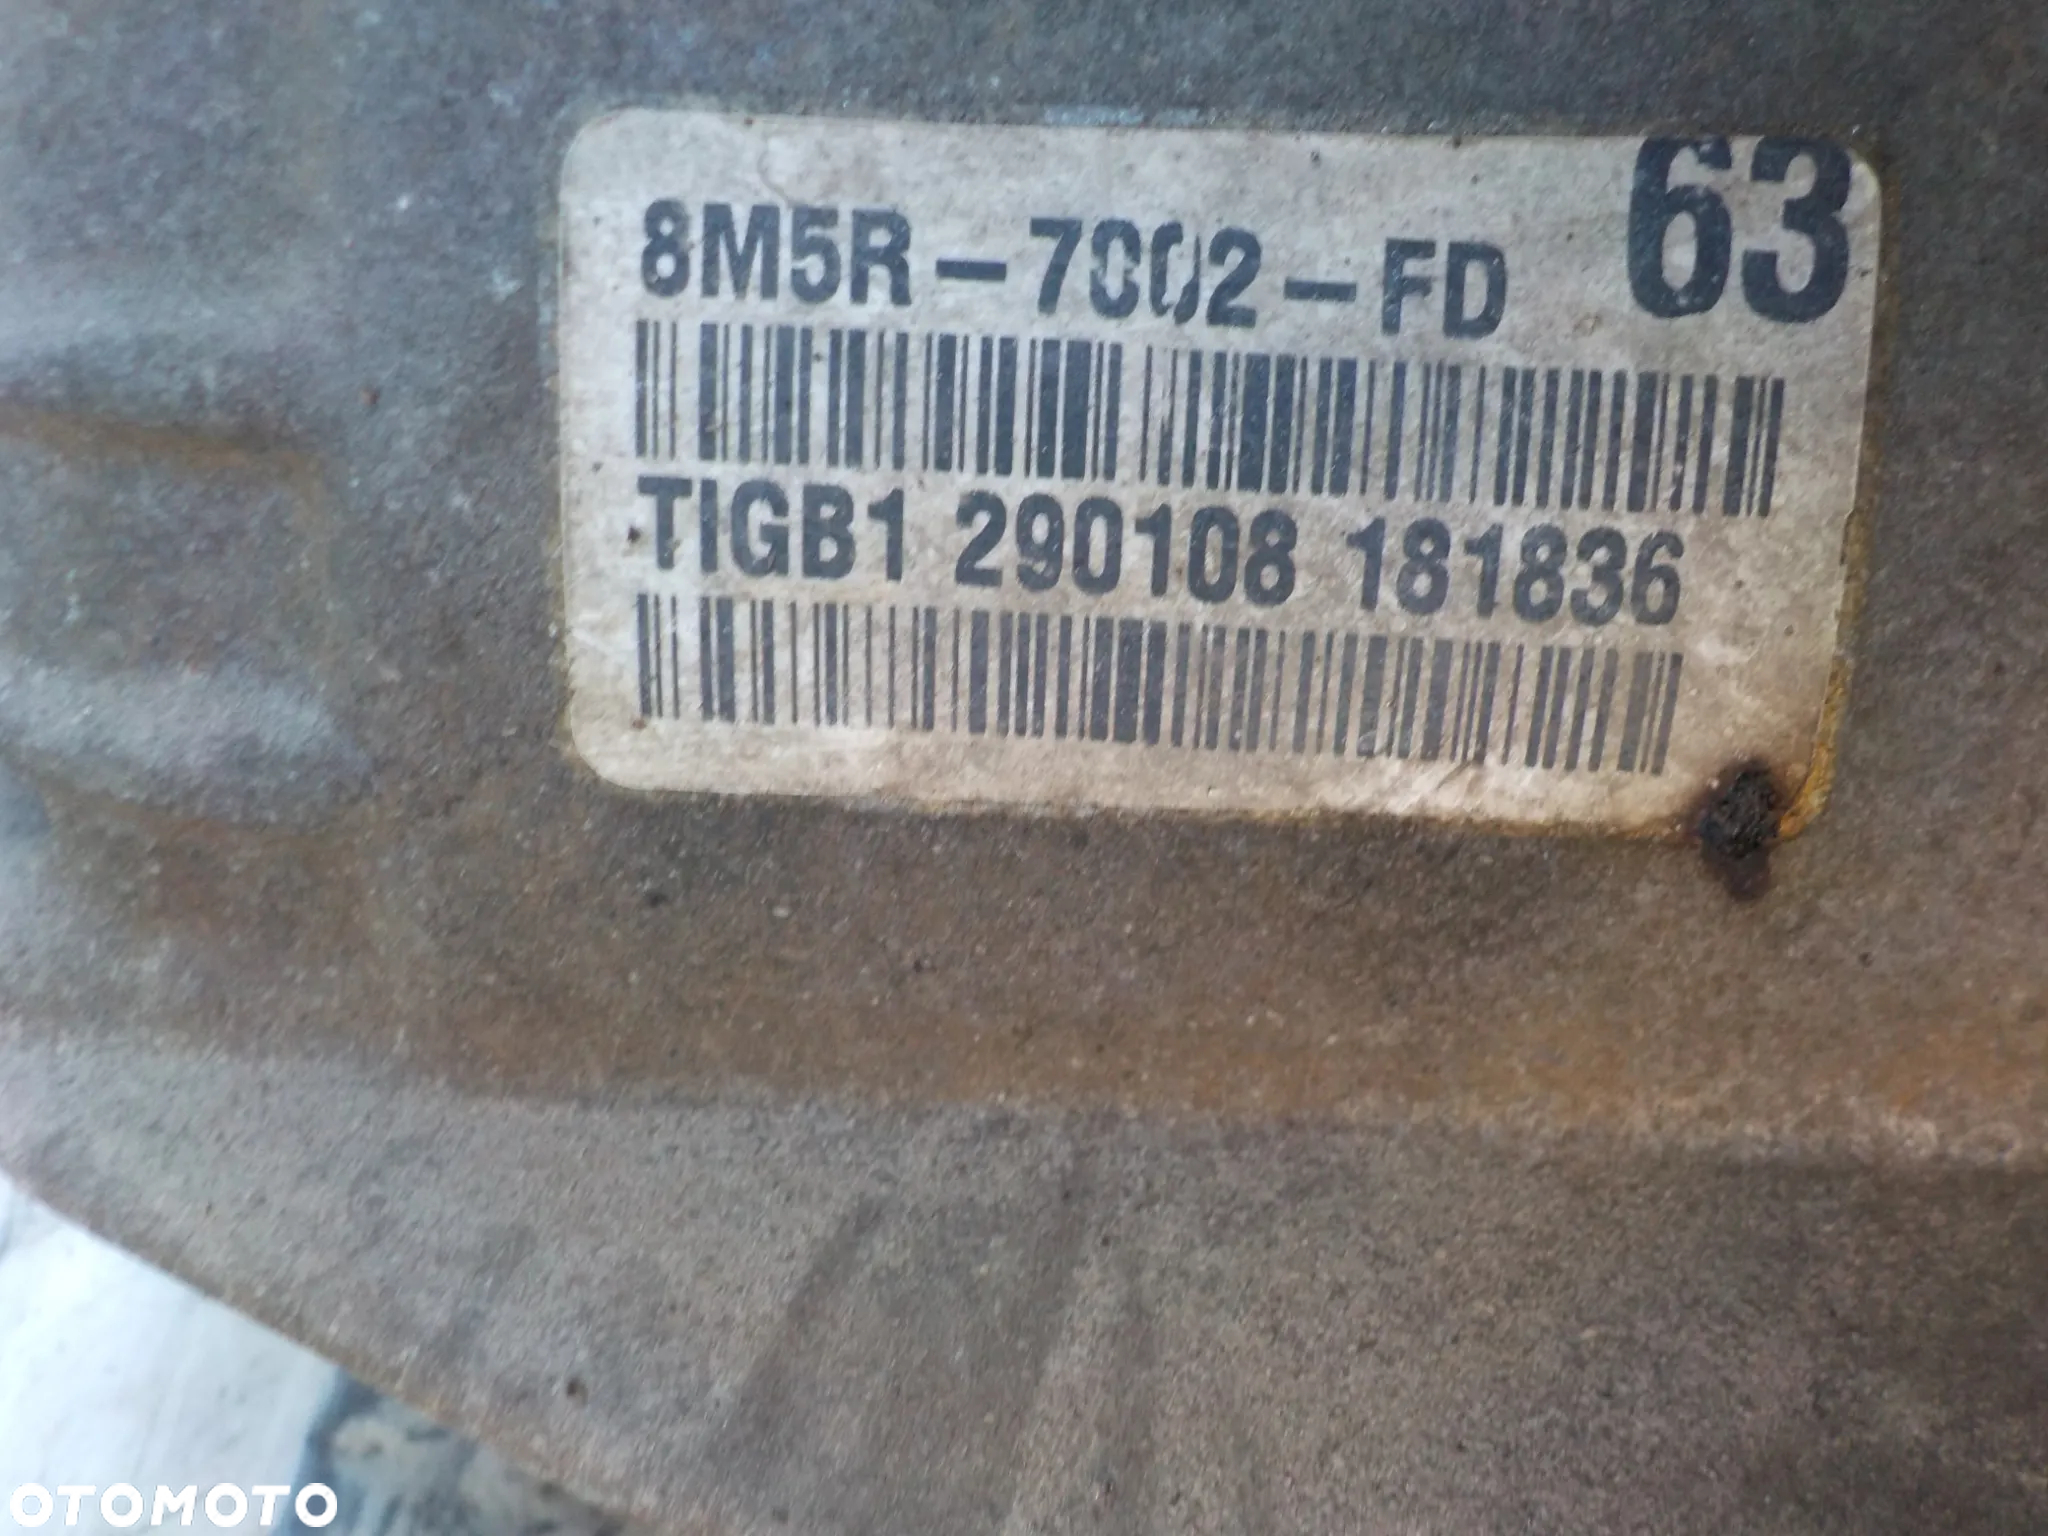 63
8M5R-7002-FD
TIGB1 290108 181836
OTOMOTO